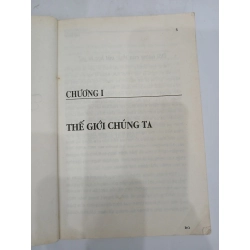 CHƯƠNG I
THẾ GIỚI CHÚNG TA